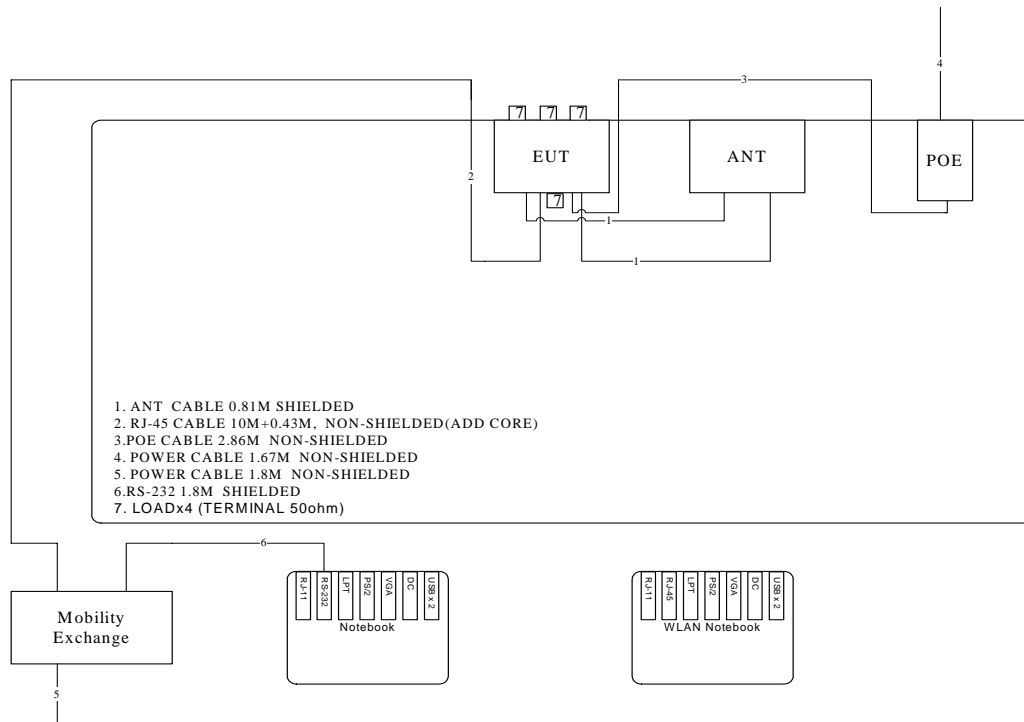 4
3
7 7 7
EUT
ANT
POE
2
7
1
1
1. ANT CABLE 0.81M SHIELDED
2. RJ-45 CABLE 10M+0.43M, NON-SHIELDED(ADD CORE)
3.POE CABLE 2.86M NON-SHIELDED
4. POWER CABLE 1.67M NON-SHIELDED
5. POWER CABLE 1.8M NON-SHIELDED
6.RS-232 1.8M SHIELDED
7. LOADx4 (TERMINAL 50ohm)
6
Mobility
Exchange
5
RJ-11
RS-232
LPT
PS/2
VGA
DC
USB x 2
Notebook
RJ-11
RJ-45
LPT
PS/2
VGA
DC
USB x 2
WLAN Notebook